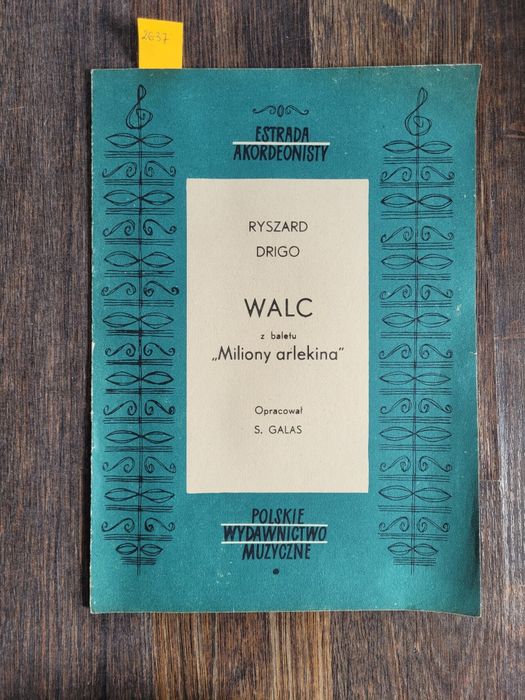 2637
ESTRADA
AKORDEONISTY
RYSZARD
DRIGO
WALC
z baletu
„Miliony arlekina"
Opracował
S. GALAS
POLSKIE
WYDAWNICTWO
MUZYCZNE